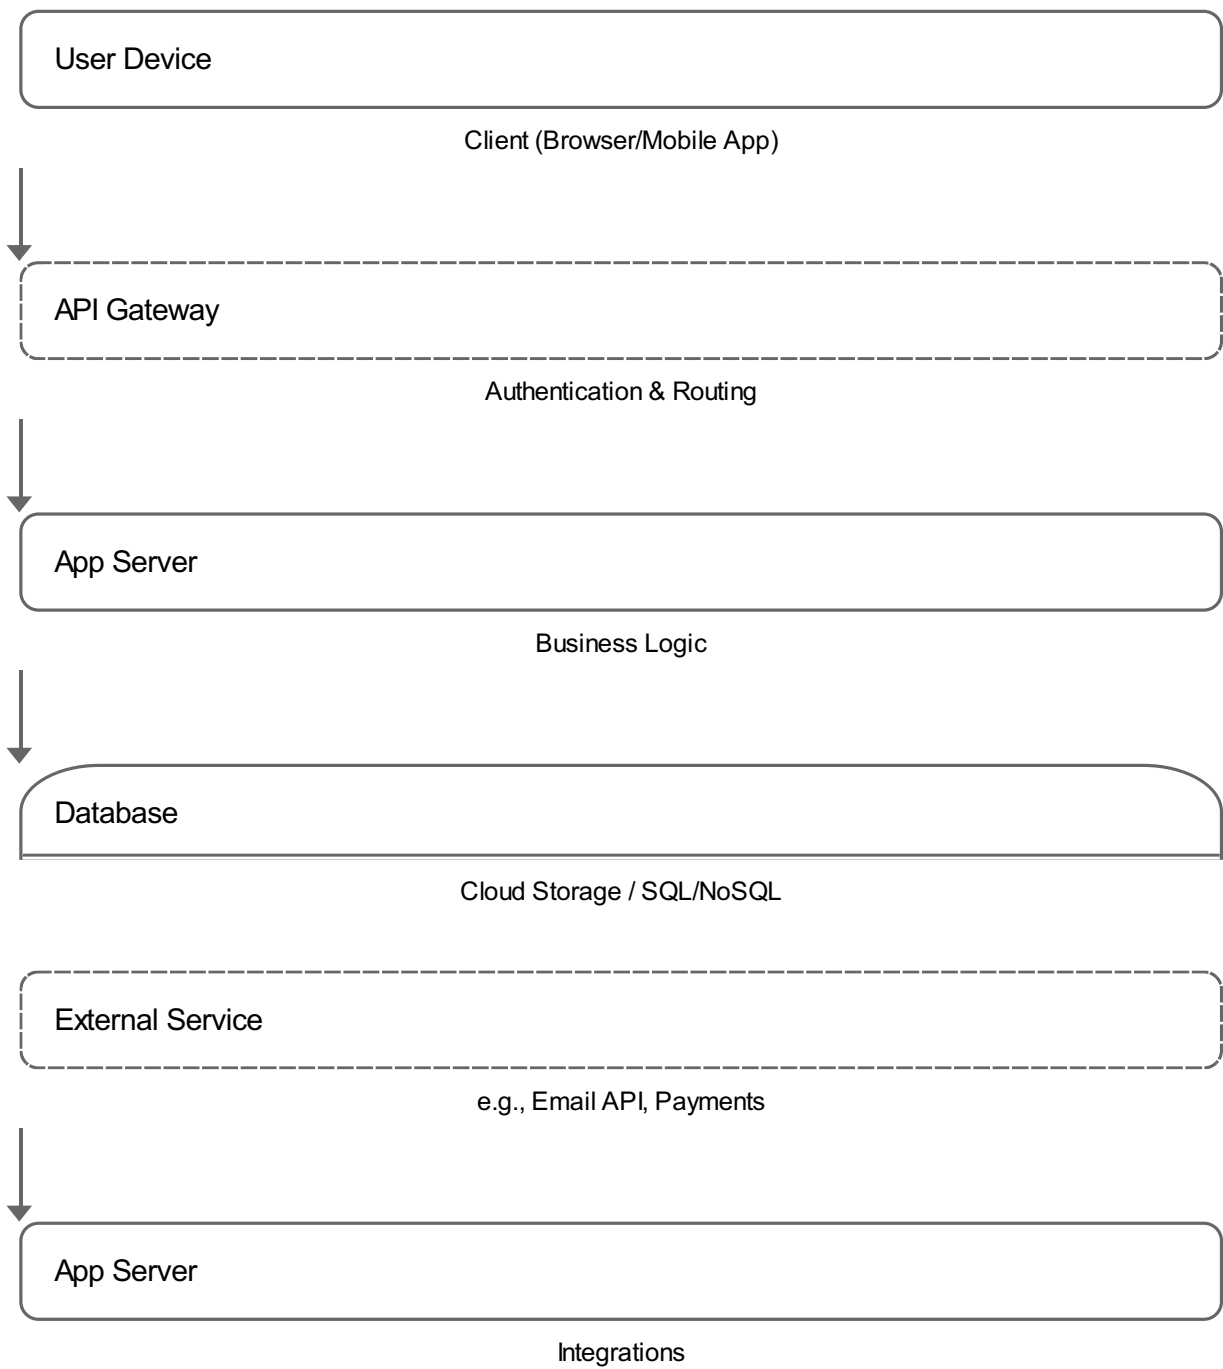 User Device
Client (Browser/Mobile App)
API Gateway
Authentication & Routing
App Server
Business Logic
Database
Cloud Storage / SQL/NoSQL
External Service
e.g., Email API, Payments
App Server
Integrations